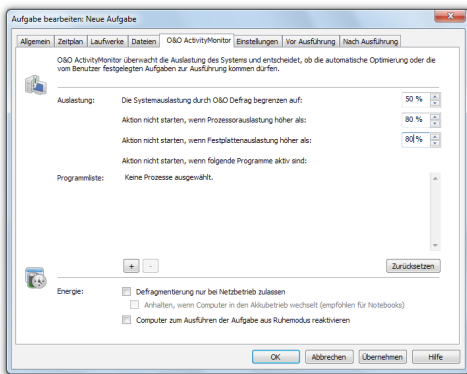 Aufgabe bearbeiten: Neue Aufgabe
Allgemein Zeitplan Laufwerke Dateien O&O ActivityMonitor Einstellungen Vor Ausführung Nach Ausführung
O&O ActivityMonitor überwacht die Auslastung des Systems und entscheidet, ob die automatische Optimierung oder die
vom Benutzer festgelegten Aufgaben zur Ausführung kommen dürfen.
Auslastung: Die Systemauslastung durch O&O Defrag begrenzen auf: 50 %
Aktion nicht starten, wenn Prozessorauslastung höher als: 80 %
Aktion nicht starten, wenn Festplattenauslastung höher als: 80 %
Aktion nicht starten, wenn folgende Programme aktiv sind:
Programmliste: Keine Prozesse ausgewählt.
+ - Zurücksetzen
Energie: Defragmentierung nur bei Netzbetrieb zulassen
Anhalten, wenn Computer in den Akkubetrieb wechselt (empfohlen für Notebooks)
Computer zum Ausführen der Aufgabe aus Ruhemodus reaktivieren
OK Abbrechen Übernehmen Hilfe